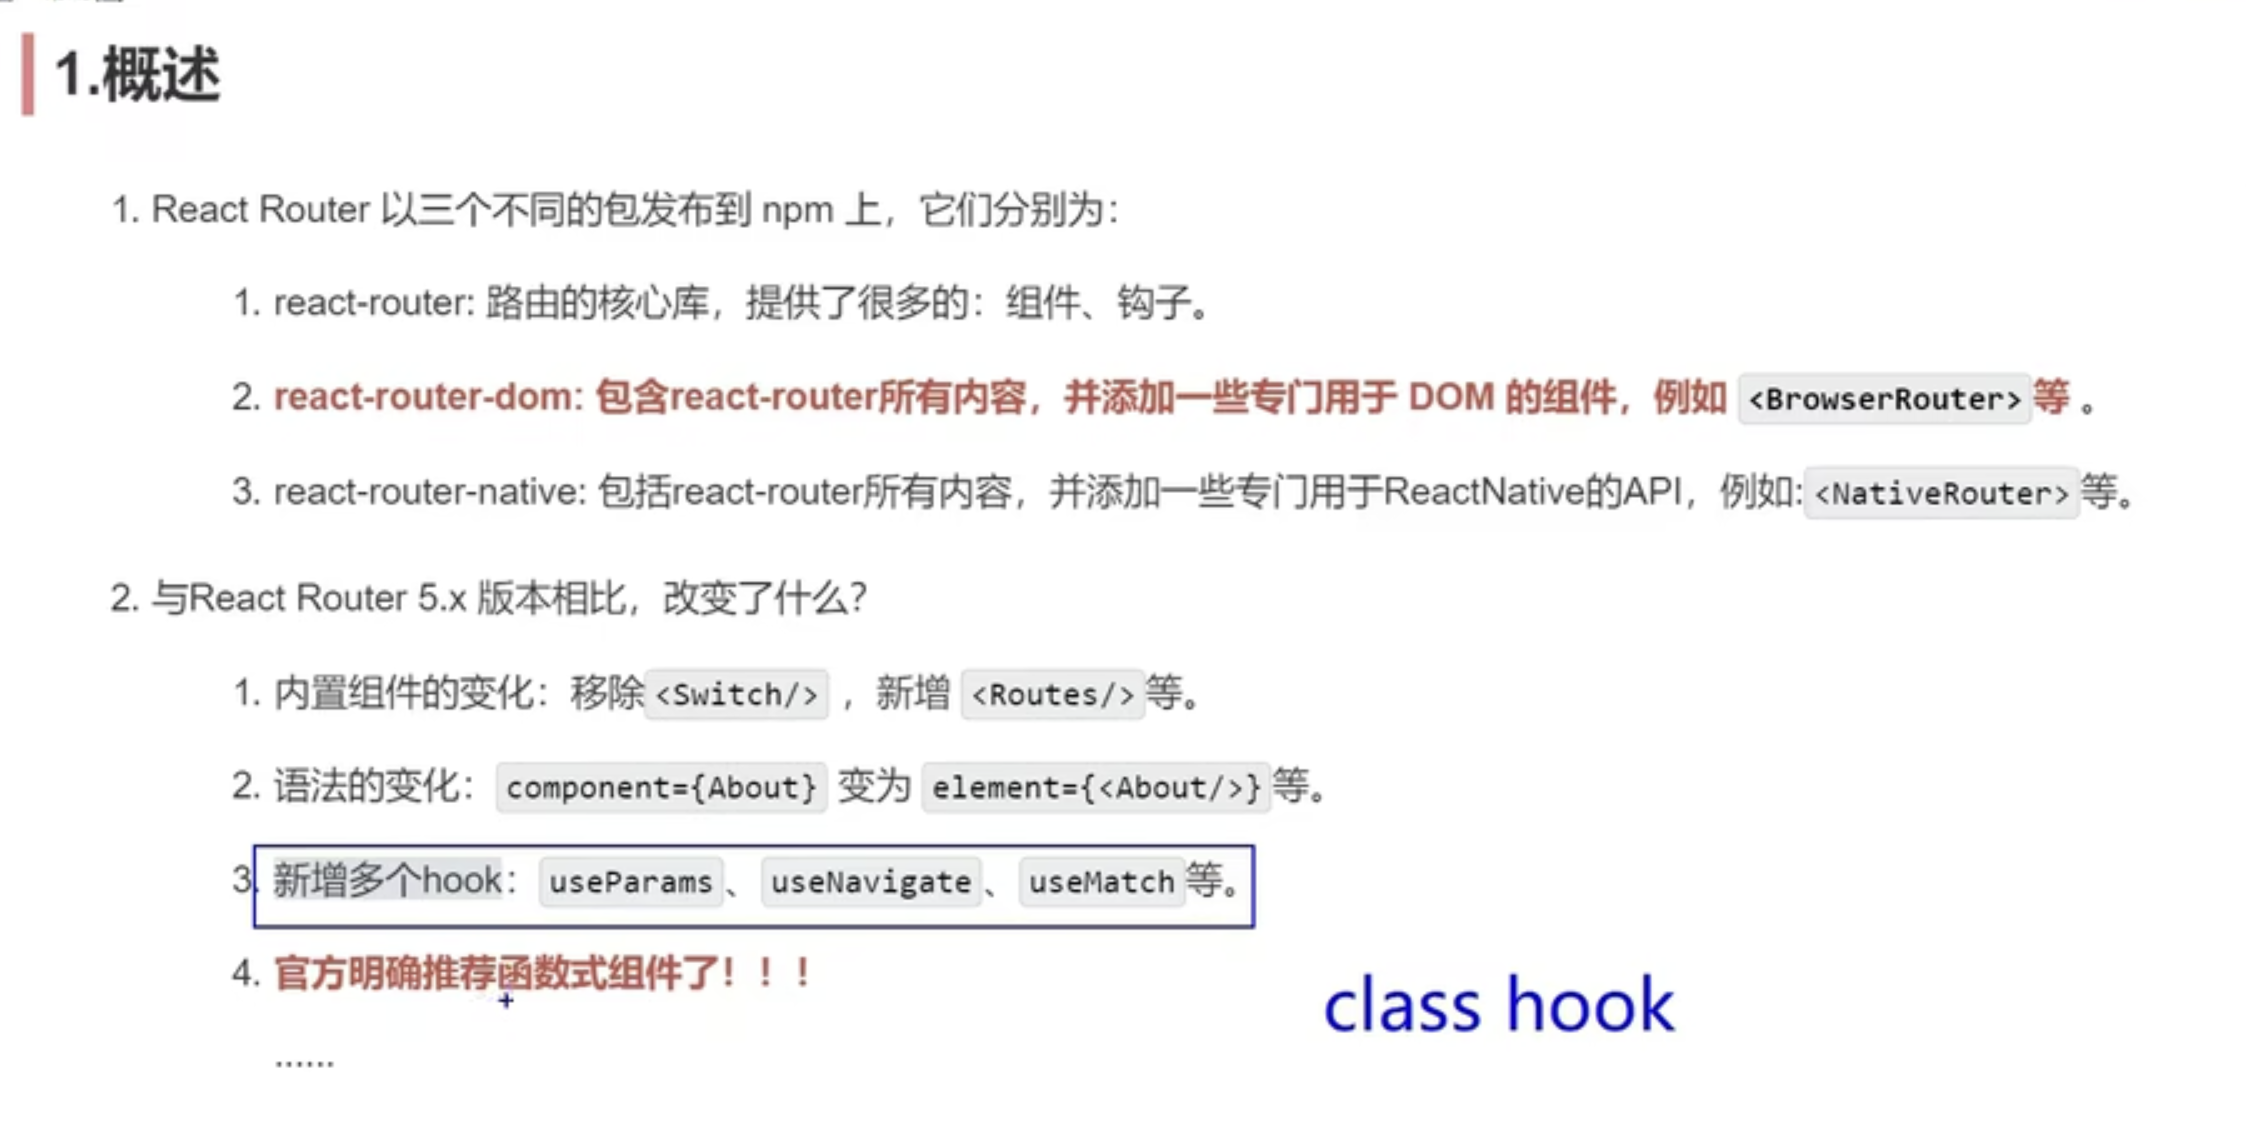 1.概述
1. React Router 以三个不同的包发布到 npm 上，它们分别为：
1. react-router: 路由的核心库，提供了很多的：组件、钩子。
2. react-router-dom: 包含react-router所有内容，并添加一些专门用于 DOM 的组件，例如 <BrowserRouter>等 。
3. react-router-native: 包括react-router所有内容，并添加一些专门用于ReactNative的API，例如:<NativeRouter>等。
2. 与React Router 5.x 版本相比，改变了什么？
1. 内置组件的变化：移除<Switch/> ，新增 <Routes/>等。
2. 语法的变化：component={About} 变为 element={<About/>}等。
3. 新增多个hook：useParams、useNavigate、useMatch等。
4. 官方明确推荐函数式组件了！！！
class hook
......